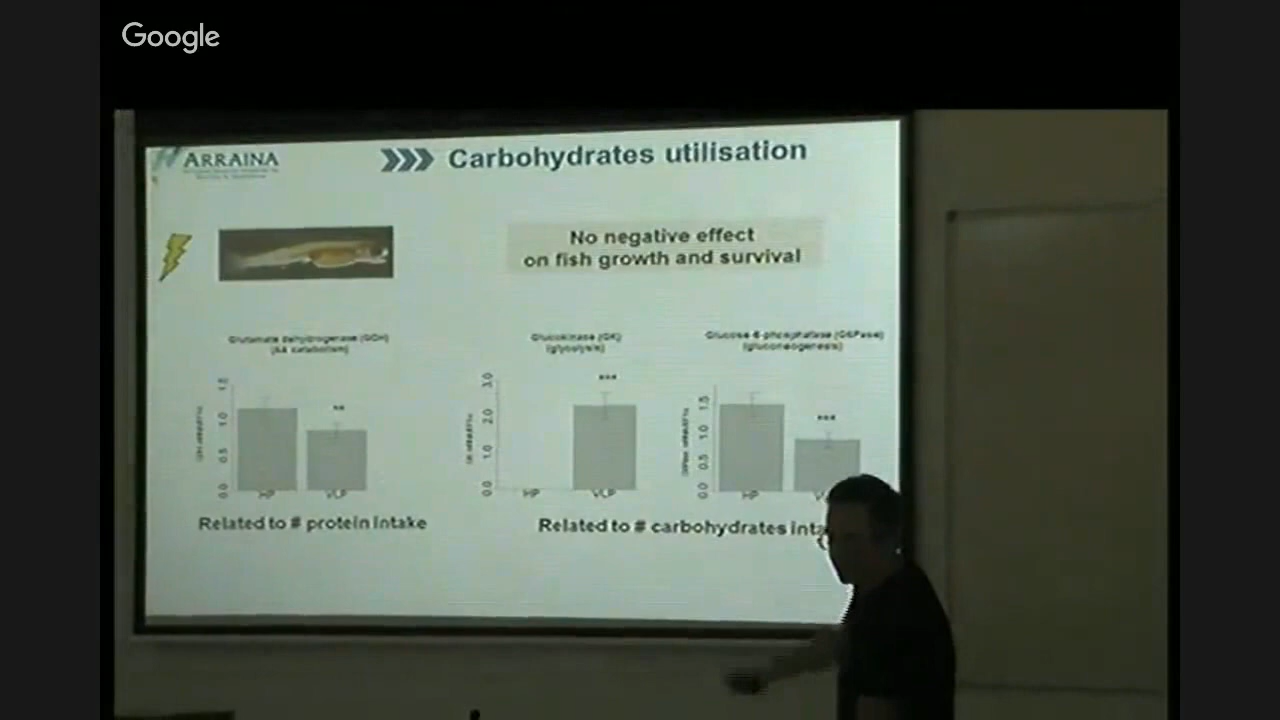 Google
ARRAINA
Carbohydrates utilisation
No negative effect
on fish growth and survival
Glutamate dehydrogenase (GDH)
(AA catabolism)
Glucokinase (GK)
(glycolysis)
Glucose-6-phosphatase (G6Pase)
(gluconeogenesis)
1.5
1.0
0.5
0.0
**
HP
VLP
3.0
2.0
1.0
0.0
***
HP
VLP
1.5
1.0
0.5
0.0
***
HP
Related to # protein intake
Related to # carbohydrates inta